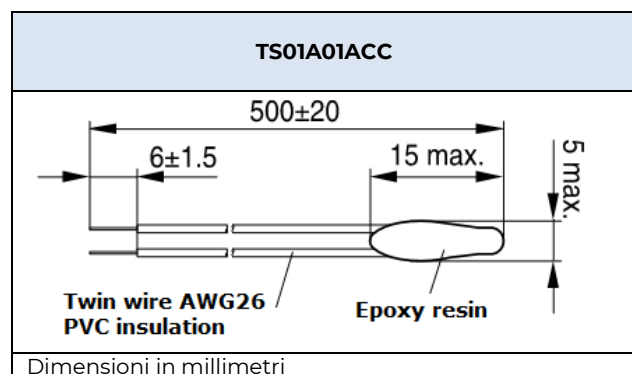 TS01A01ACC
500±20
6±1.5
15 max.
5 max.
Twin wire AWG26
PVC insulation
Epoxy resin
Dimensioni in millimetri